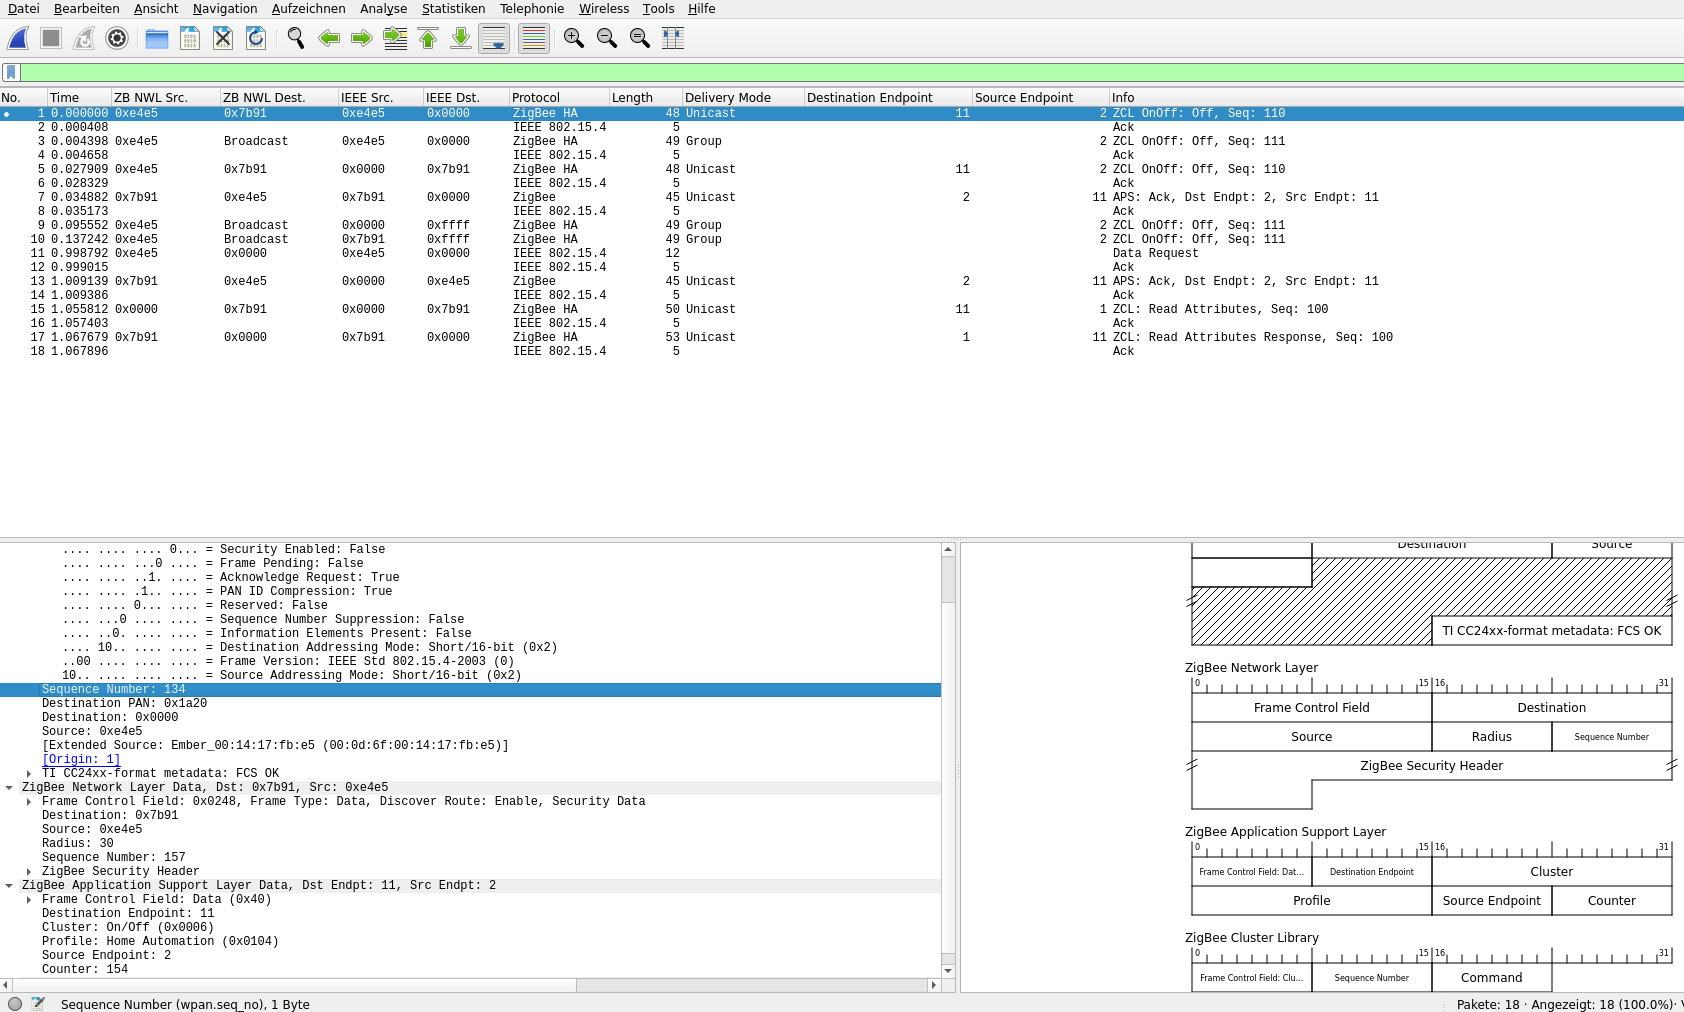 Datei Bearbeiten Ansicht Navigation Aufzeichnen Analyse Statistiken Telephonie Wireless Tools Hilfe
No. Time ZB NWL Src. ZB NWL Dest. IEEE Src. IEEE Dst. Protocol Length Delivery Mode Destination Endpoint Source Endpoint Info
1 0.000000 0xe4e5 0x7b91 0xe4e5 0x0000 ZigBee HA 48 Unicast 11 2 ZCL OnOff: Off, Seq: 110
2 0.000408 IEEE 802.15.4 5 Ack
3 0.004398 0xe4e5 Broadcast 0xe4e5 0x0000 ZigBee HA 49 Group 2 ZCL OnOff: Off, Seq: 111
4 0.004658 IEEE 802.15.4 5 Ack
5 0.027909 0xe4e5 0x7b91 0x0000 0x7b91 ZigBee HA 48 Unicast 11 2 ZCL OnOff: Off, Seq: 110
6 0.028329 IEEE 802.15.4 5 Ack
7 0.034882 0x7b91 0xe4e5 0x7b91 0x0000 ZigBee 45 Unicast 2 11 APS: Ack, Dst Endpt: 2, Src Endpt: 11
8 0.035173 IEEE 802.15.4 5 Ack
9 0.095552 0xe4e5 Broadcast 0x0000 0xffff ZigBee HA 49 Group 2 ZCL OnOff: Off, Seq: 111
10 0.137242 0xe4e5 Broadcast 0x7b91 0xffff ZigBee HA 49 Group 2 ZCL OnOff: Off, Seq: 111
11 0.998792 0xe4e5 0x0000 0xe4e5 0x0000 IEEE 802.15.4 12 Data Request
12 0.999015 IEEE 802.15.4 5 Ack
13 1.009139 0x7b91 0xe4e5 0x0000 0xe4e5 ZigBee 45 Unicast 2 11 APS: Ack, Dst Endpt: 2, Src Endpt: 11
14 1.009386 IEEE 802.15.4 5 Ack
15 1.055812 0x0000 0x7b91 0x0000 0x7b91 ZigBee HA 50 Unicast 11 1 ZCL: Read Attributes, Seq: 100
16 1.057403 IEEE 802.15.4 5 Ack
17 1.067679 0x7b91 0x0000 0x7b91 0x0000 ZigBee HA 53 Unicast 1 11 ZCL: Read Attributes Response, Seq: 100
18 1.067896 IEEE 802.15.4 5 Ack
.... .... .... 0... = Security Enabled: False
.... .... ...0 .... = Frame Pending: False
.... .... ..1. .... = Acknowledge Request: True
.... .... .1.. .... = PAN ID Compression: True
.... .... 0... .... = Reserved: False
.... ...0 .... .... = Sequence Number Suppression: False
.... ..0. .... .... = Information Elements Present: False
.... 10.. .... .... = Destination Addressing Mode: Short/16-bit (0x2)
..00 .... .... .... = Frame Version: IEEE Std 802.15.4-2003 (0)
10.. .... .... .... = Source Addressing Mode: Short/16-bit (0x2)
Sequence Number: 134
Destination PAN: 0x1a20
Destination: 0x0000
Source: 0xe4e5
[Extended Source: Ember_00:14:17:fb:e5 (00:0d:6f:00:14:17:fb:e5)]
[Origin: 1]
TI CC24xx-format metadata: FCS OK
ZigBee Network Layer Data, Dst: 0x7b91, Src: 0xe4e5
Frame Control Field: 0x0248, Frame Type: Data, Discover Route: Enable, Security Data
Destination: 0x7b91
Source: 0xe4e5
Radius: 30
Sequence Number: 157
ZigBee Security Header
ZigBee Application Support Layer Data, Dst Endpt: 11, Src Endpt: 2
Frame Control Field: Data (0x40)
Destination Endpoint: 11
Cluster: On/Off (0x0006)
Profile: Home Automation (0x0104)
Source Endpoint: 2
Counter: 154
Destination Source
TI CC24xx-format metadata: FCS OK
ZigBee Network Layer
0 15 16 31
Frame Control Field Destination
Source Radius Sequence Number
ZigBee Security Header
ZigBee Application Support Layer
0 15 16 31
Frame Control Field: Dat... Destination Endpoint Cluster
Profile Source Endpoint Counter
ZigBee Cluster Library
0 15 16 31
Frame Control Field: Clu... Sequence Number Command
Sequence Number (wpan.seq_no), 1 Byte
Pakete: 18 · Angezeigt: 18 (100.0%)·